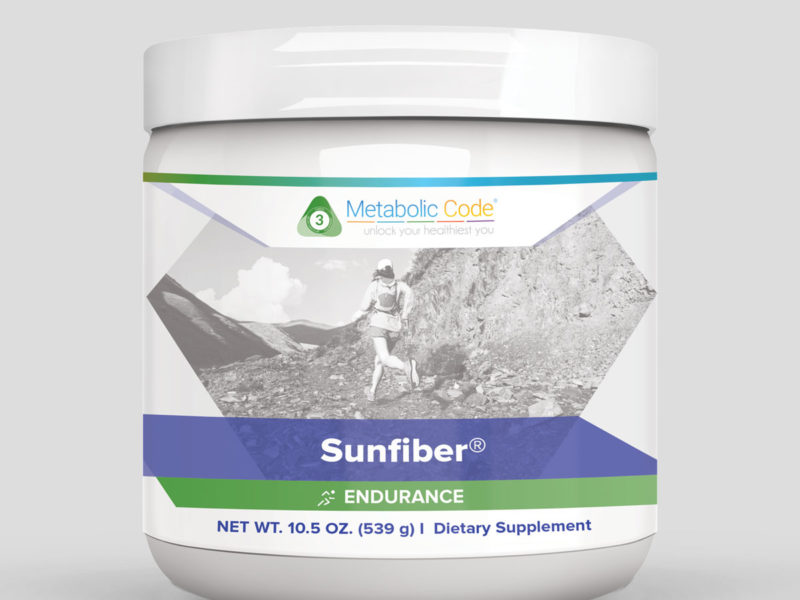 3
Metabolic Code®
unlock your healthiest you
Sunfiber®
ENDURANCE
NET WT. 10.5 OZ. (539 g) I Dietary Supplement